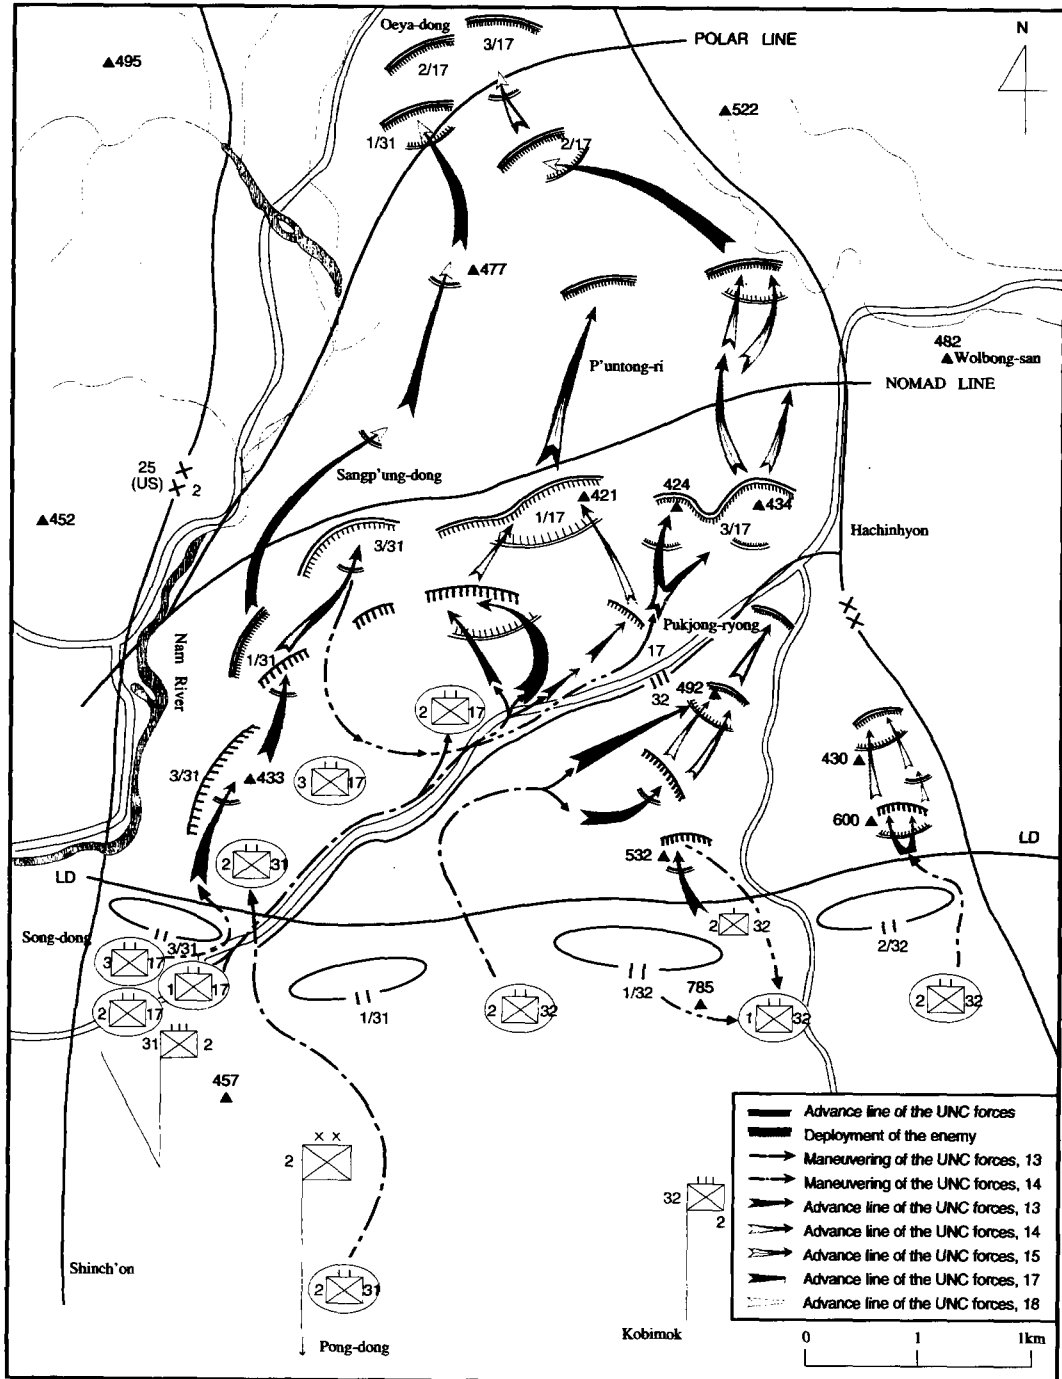 Oeya-dong
3/17
N
POLAR LINE
▲495
2/17
▲522
1/31
2/17
▲477
482
▲Wolbong-san
P'untong-ri
NOMAD LINE
25
(US)
2
Sangp'ung-dong
▲452
424
▲421
▲434
1/17
3/17
3/31
Hachinhyon
Pukjong-ryong
17
1/31
Nam River
32
492
2 17
3/31
▲433
3 17
430
600
2 31
532
LD
LD
Song-dong
3/31
2 32
2/32
3 17
1 17
1/31
2 32
1/32
785
2 32
2 17
1 32
31 2
457
2
32
2
Shinch'on
2 31
Kobimok
Pong-dong
Advance line of the UNC forces
Deployment of the enemy
Maneuvering of the UNC forces, 13
Maneuvering of the UNC forces, 14
Advance line of the UNC forces, 13
Advance line of the UNC forces, 14
Advance line of the UNC forces, 15
Advance line of the UNC forces, 17
Advance line of the UNC forces, 18
0 1 1km